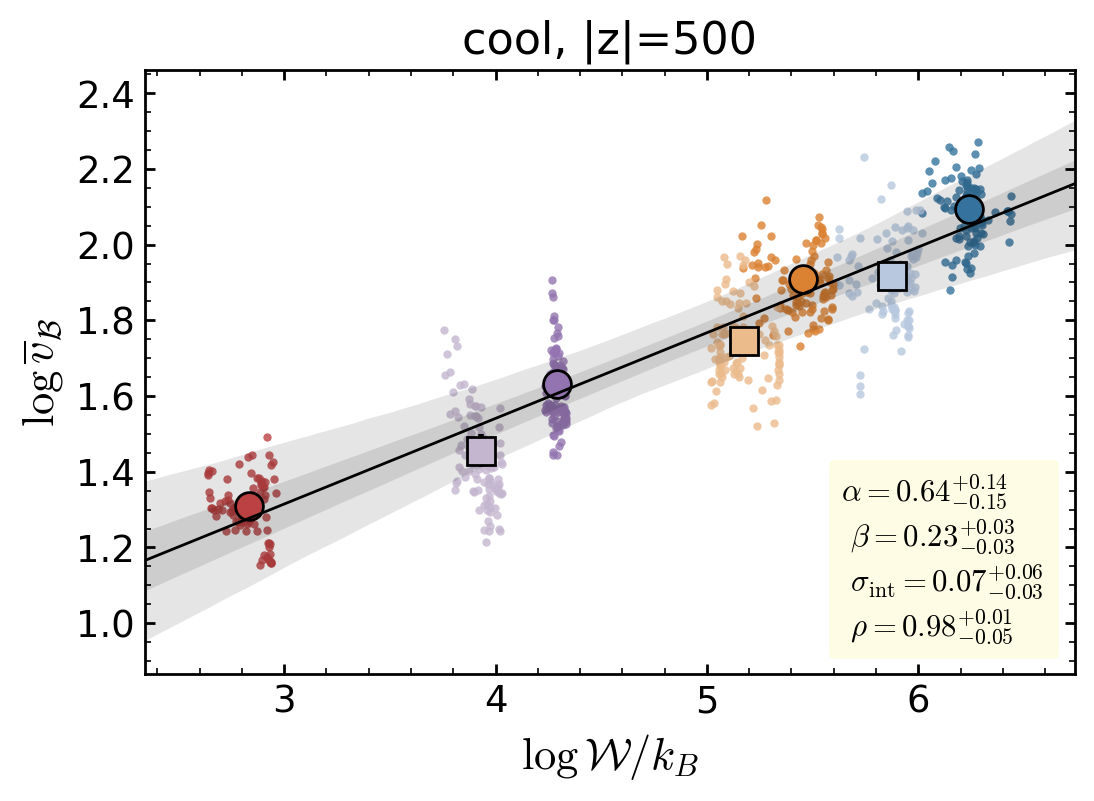 cool, |z|=500
2.4
2.2
2.0
1.8
1.6
1.4
1.2
1.0
log v̅_ℬ
α = 0.64^{+0.14}_{-0.15}
β = 0.23^{+0.03}_{-0.03}
σ_int = 0.07^{+0.06}_{-0.03}
ρ = 0.98^{+0.01}_{-0.05}
3 4 5 6
log 𝒲/k_B